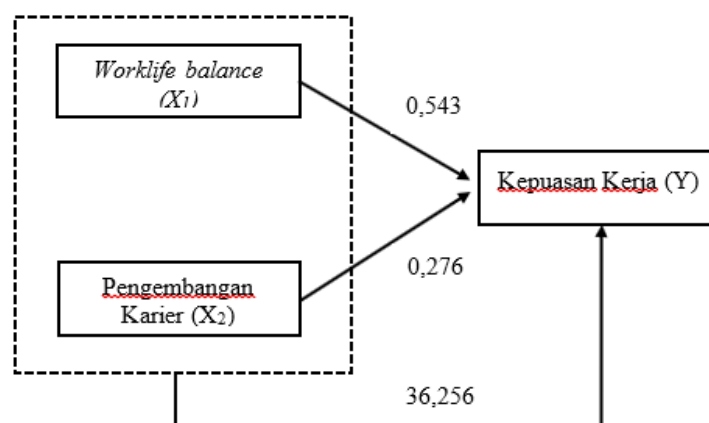 Worklife balance
(X1)
0,543
Kepuasan Kerja (Y)
Pengembangan
Karier (X2)
0,276
36,256